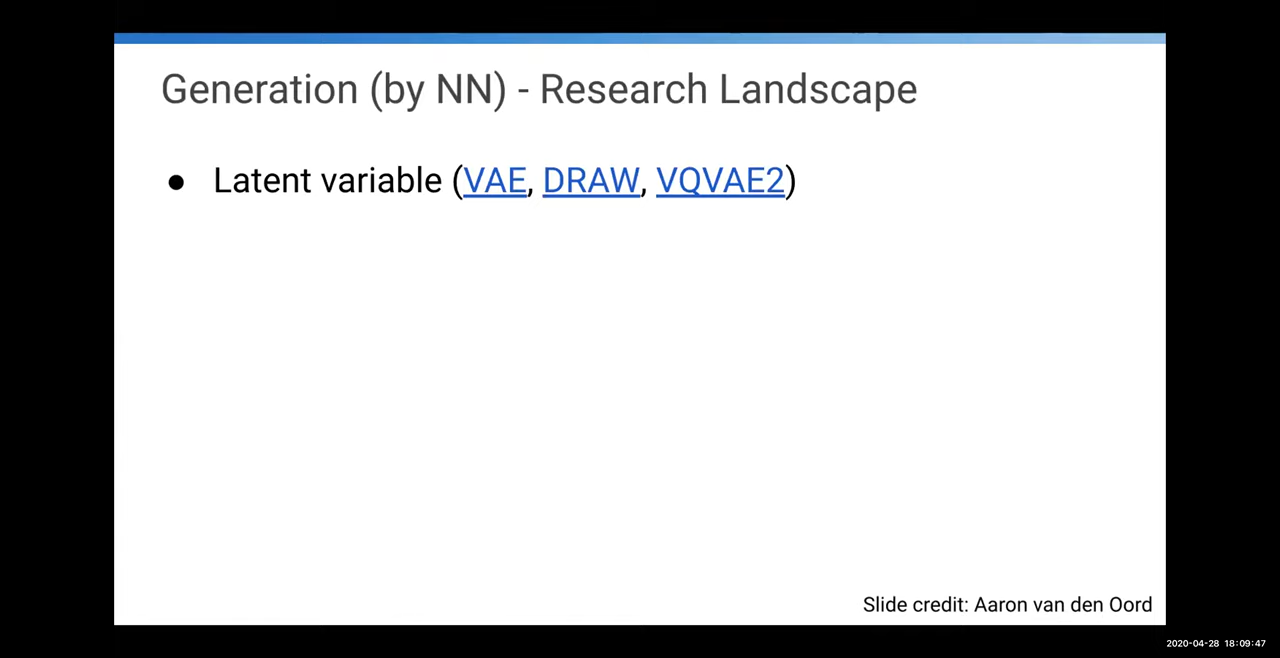 Generation (by NN) - Research Landscape
● Latent variable (VAE, DRAW, VQVAE2)
Slide credit: Aaron van den Oord
2020-04-28 18:09:47